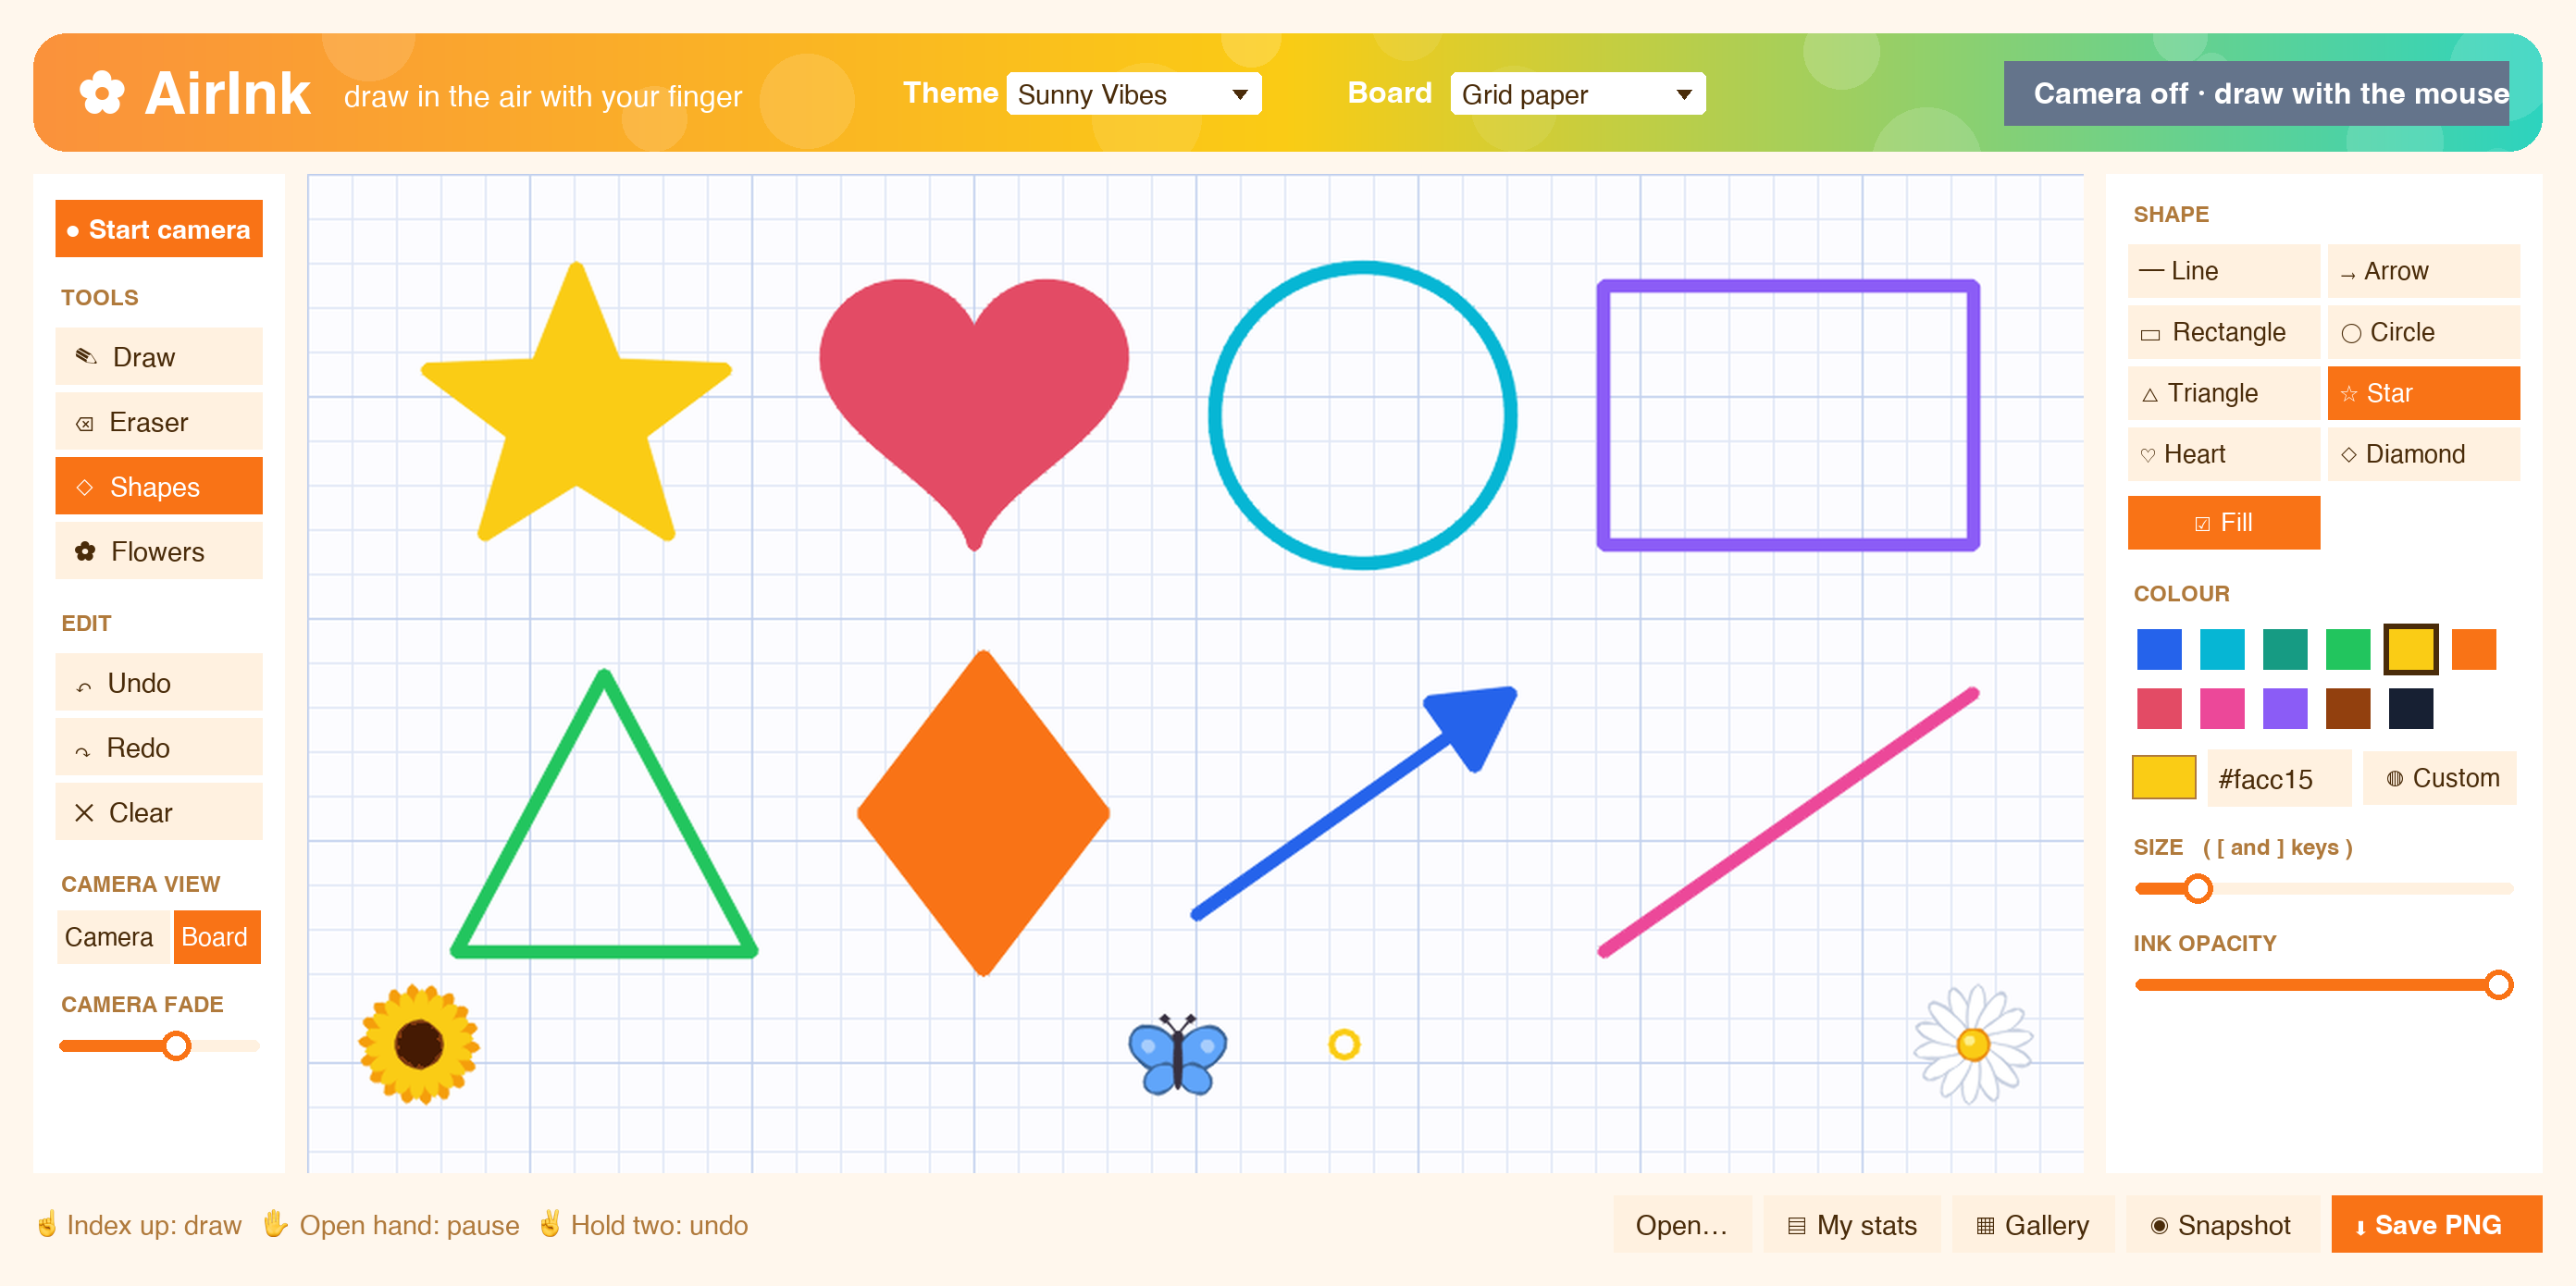 AirInk draw in the air with your finger Theme Sunny Vibes Board Grid paper Camera off · draw with the mouse
Start camera
TOOLS
Draw
Eraser
Shapes
Flowers
EDIT
Undo
Redo
Clear
CAMERA VIEW
Camera Board
CAMERA FADE
SHAPE
Line Arrow
Rectangle Circle
Triangle Star
Heart Diamond
Fill
COLOUR
#facc15 Custom
SIZE ( [ and ] keys )
INK OPACITY
Index up: draw Open hand: pause Hold two: undo
Open... My stats Gallery Snapshot Save PNG